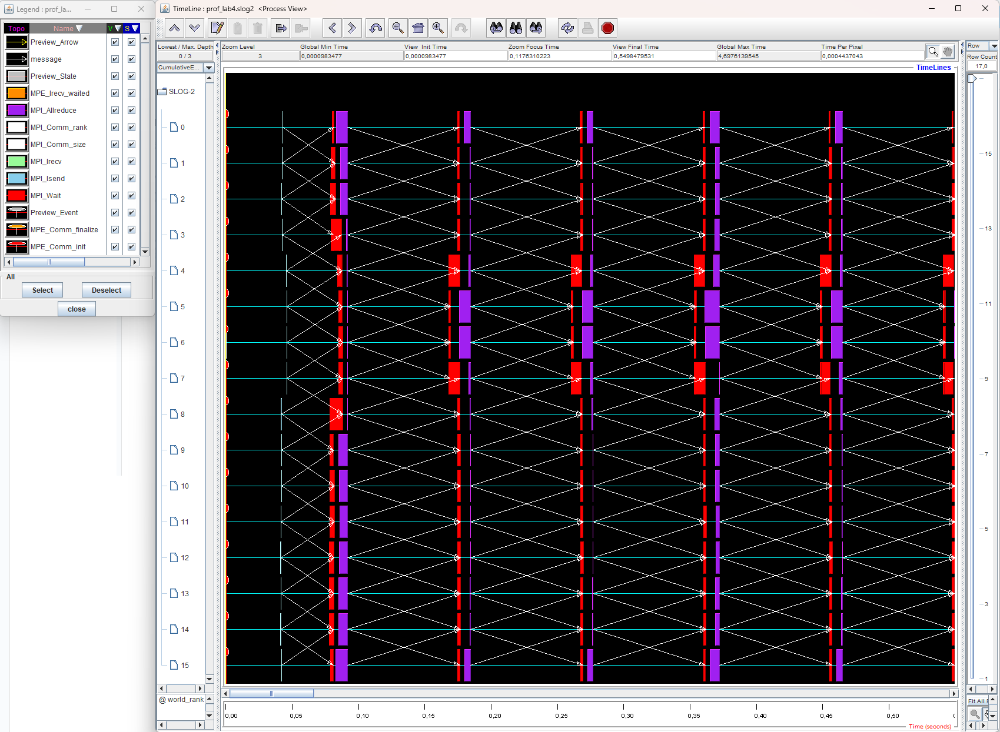 Legend : prof_la...
Topo Name V S
Preview_Arrow
message
Preview_State
MPE_Irecv_waited
MPI_Allreduce
MPI_Comm_rank
MPI_Comm_size
MPI_Irecv
MPI_Isend
MPI_Wait
Preview_Event
MPE_Comm_finalize
MPE_Comm_init
All
Select Deselect
close
TimeLine : prof_lab4.slog2 <Process View>
Lowest / Max. Depth Zoom Level Global Min Time View Init Time Zoom Focus Time View Final Time Global Max Time Time Per Pixel
0 / 3 3 0,0000983477 0,0000983477 0,1176310223 0,5498479531 4,6976139545 0,0004437043
CumulativeE...
TimeLines
SLOG-2
0
1
2
3
4
5
6
7
8
9
10
11
12
13
14
15
@ world_rank
0,00 0,05 0,10 0,15 0,20 0,25 0,30 0,35 0,40 0,45 0,50
Time (seconds)
Row
Row Count
17,0
15
13
11
9
7
5
3
1
Fit All